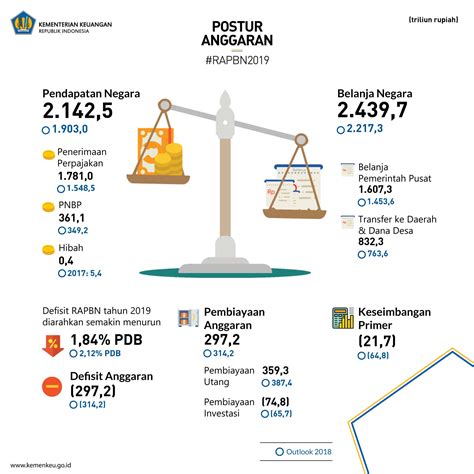 KEMENTERIAN KEUANGAN
REPUBLIK INDONESIA
POSTUR
ANGGARAN
#RAPBN2019
(triliun rupiah)
Pendapatan Negara
2.142,5
1.903,0
Penerimaan
Perpajakan
1.781,0
1.548,5
PNBP
361,1
349,2
Hibah
0,4
2017: 5,4
Belanja Negara
2.439,7
2.217,3
Belanja
Pemerintah Pusat
1.607,3
1.453,6
Transfer ke Daerah
& Dana Desa
832,3
763,6
Rp
Rp
Defisit RAPBN tahun 2019
diarahkan semakin menurun
1,84% PDB
2,12% PDB
Defisit Anggaran
(297,2)
(314,2)
Pembiayaan
Anggaran
297,2
314,2
Pembiayaan
Utang
359,3
387,4
Pembiayaan
Investasi
(74,8)
(65,7)
Keseimbangan
Primer
(21,7)
(64,8)
Outlook 2018
www.kemenkeu.go.id